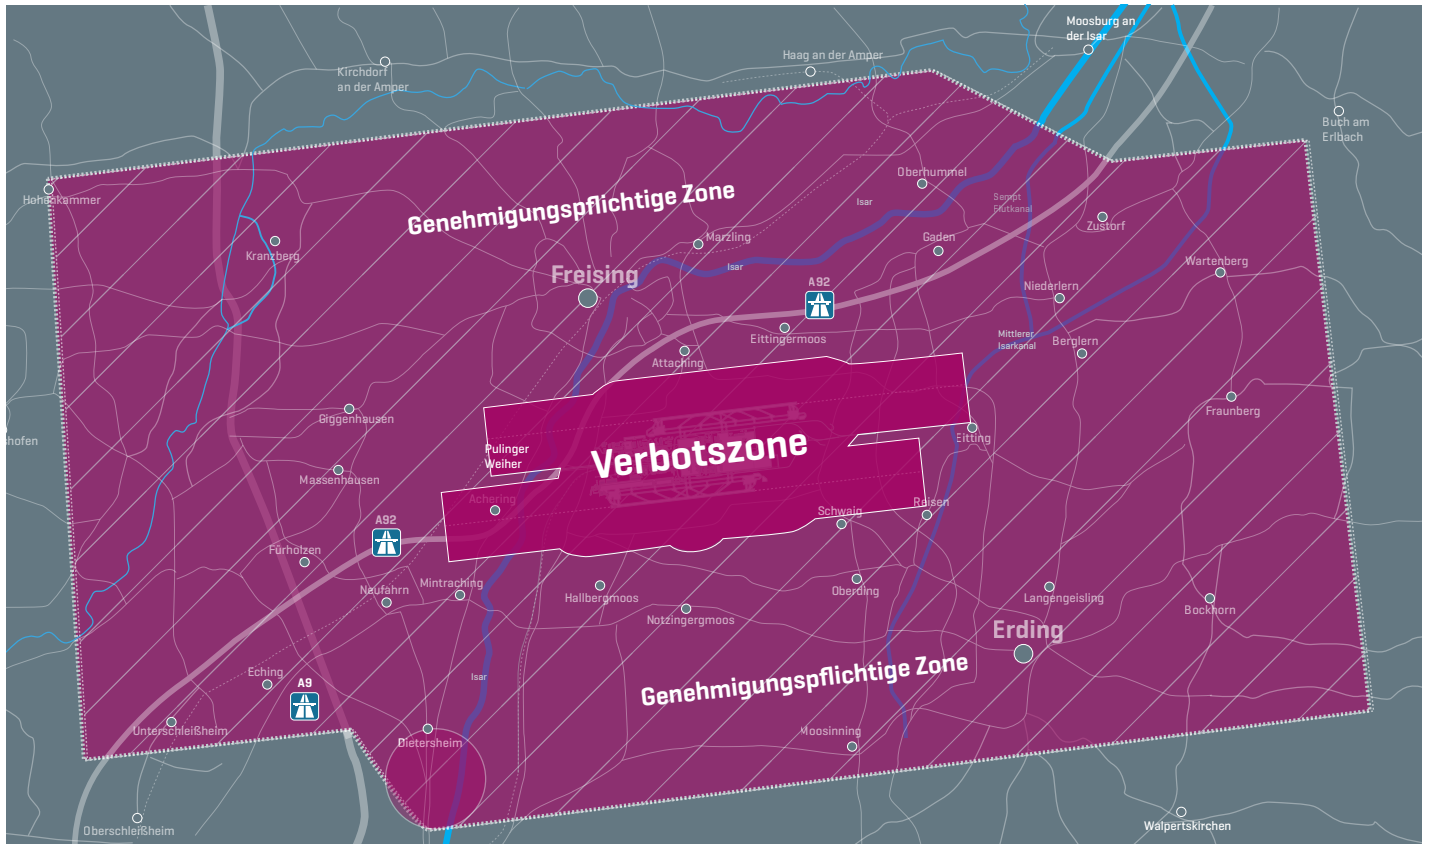 Moosburg an
der Isar
Haag an der Amper
Kirchdorf
an der Amper
Buch am
Erlbach
Oberhummel
Hohenkammer
Genehmigungspflichtige Zone
Isar
Sempt
Flutkanal
Zustorf
Marzling
Gaden
Kranzberg
Freising
Isar
Wartenberg
A92
Niederlern
Eittingermoos
Mittlerer
Isarkanal
Berglern
Attaching
Giggenhausen
Fraunberg
shofen
Pulinger
Weiher
Verbotszone
Eitting
Massenhausen
Achering
Schwaig
Reisen
A92
Fürholzen
Neufahrn
Mintraching
Hallbergmoos
Oberding
Langengeisling
Notzingermoos
Bockhorn
Erding
Eching
Isar
Genehmigungspflichtige Zone
A9
Unterschleißheim
Dietersheim
Moosinning
Oberschleißheim
Walpertskirchen